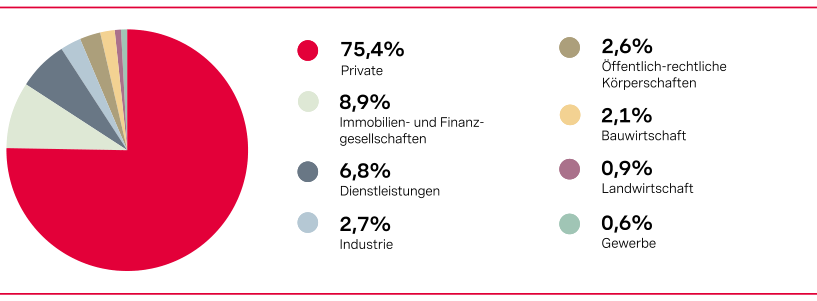 75,4%
Private
8,9%
Immobilien- und Finanz-
gesellschaften
6,8%
Dienstleistungen
2,7%
Industrie
2,6%
Öffentlich-rechtliche
Körperschaften
2,1%
Bauwirtschaft
0,9%
Landwirtschaft
0,6%
Gewerbe